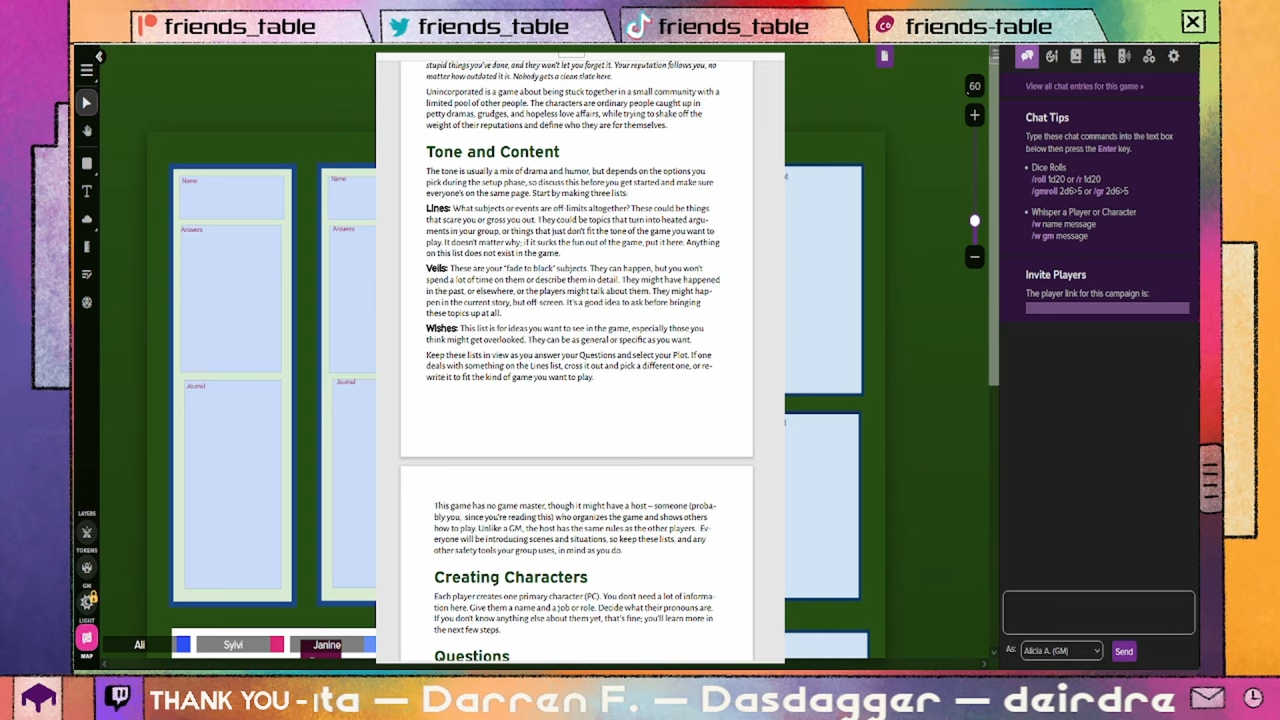 friends_table
friends_table
friends_table
friends-table
stupid things you've done, and they won't let you forget it. Your reputation follows you, no
matter how outdated it is. Nobody gets a clean slate here.
Unincorporated is a game about being stuck together in a small community with a
limited pool of other people. The characters are ordinary people caught up in
petty dramas, grudges, and hopeless love affairs, while trying to shake off the
weight of their reputations and define who they are for themselves.
Tone and Content
The tone is usually a mix of drama and humor, but depends on the options you
pick during the setup phase, so discuss this before you get started and make sure
everyone's on the same page. Start by making three lists.
Lines: What subjects or events are off-limits altogether? These could be things
that scare you or gross you out. They could be topics that turn into heated argu-
ments in your group, or things that just don't fit the tone of the game you want to
play. It doesn't matter why; if it sucks the fun out of the game, put it here. Anything
on this list does not exist in the game.
Veils: These are your "fade to black" subjects. They can happen, but you won't
spend a lot of time on them or describe them in detail. They might have happened
in the past, or elsewhere, or the players might talk about them. They might hap-
pen in the current story, but off-screen. It's a good idea to ask before bringing
these topics up at all.
Wishes: This list is for ideas you want to see in the game, especially those you
think might get overlooked. They can be as general or specific as you want.
Keep these lists in view as you answer your Questions and select your Plot. If one
deals with something on the Lines list, cross it out and pick a different one, or re-
write it to fit the kind of game you want to play.
This game has no game master, though it might have a host – someone (proba-
bly you, since you're reading this) who organizes the game and shows others
how to play. Unlike a GM, the host has the same rules as the other players. Ev-
eryone will be introducing scenes and situations, so keep these lists, and any
other safety tools your group uses, in mind as you do.
Creating Characters
Each player creates one primary character (PC). You don't need a lot of informa-
tion here. Give them a name and a job or role. Decide what their pronouns are.
If you don't know anything else about them yet, that's fine; you'll learn more in
the next few steps.
Questions
Name
Answers
Journal
Name
Answers
Journal
60
View all chat entries for this game »
Chat Tips
Type these chat commands into the text box
below then press the Enter key.
• Dice Rolls
/roll 1d20 or /r 1d20
/gmroll 2d6>5 or /gr 2d6>5
• Whisper a Player or Character
/w name message
/w gm message
Invite Players
The player link for this campaign is:
As: Alicia A. (GM) Send
LAYERS
TOKENS
GM
LIGHT
MAP
Ali
Sylvi
Janine
THANK YOU - ita — Darren F. — Dasdagger — deirdre